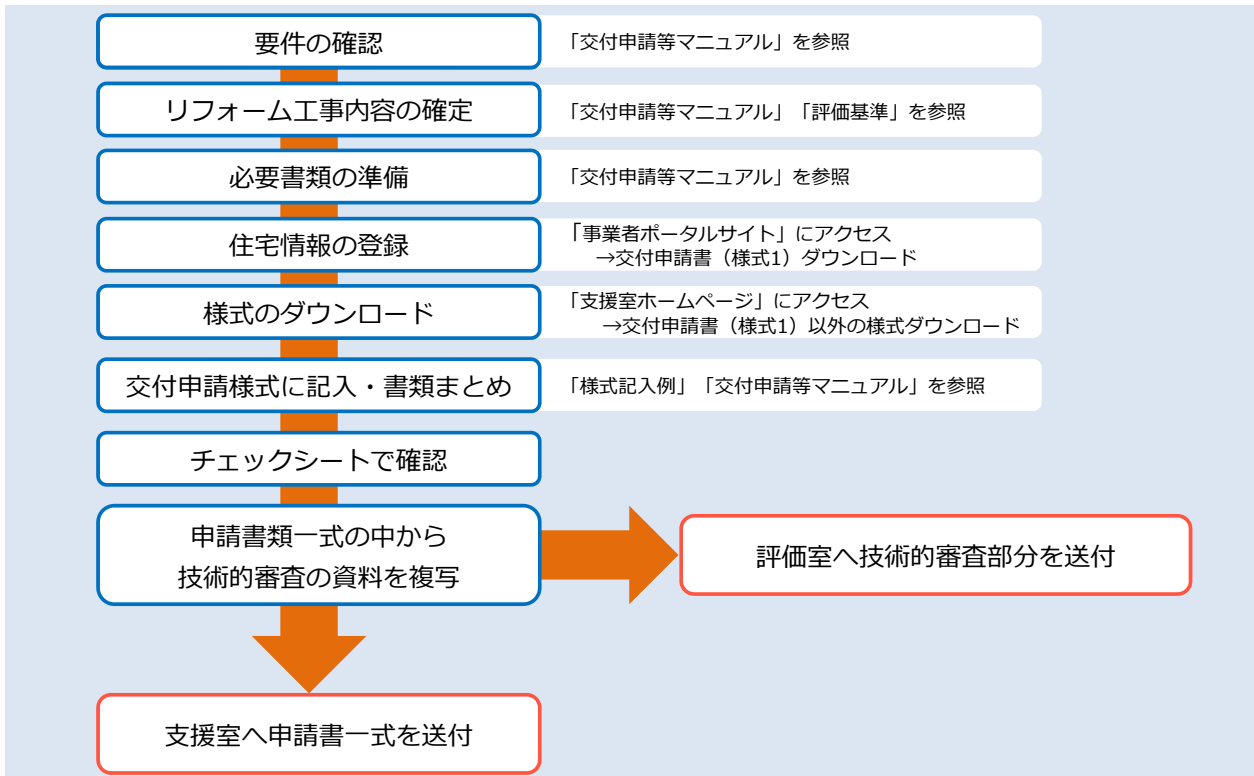 要件の確認
「交付申請等マニュアル」を参照
リフォーム工事内容の確定
「交付申請等マニュアル」「評価基準」を参照
必要書類の準備
「交付申請等マニュアル」を参照
住宅情報の登録
「事業者ポータルサイト」にアクセス
→交付申請書（様式1）ダウンロード
様式のダウンロード
「支援室ホームページ」にアクセス
→交付申請書（様式1）以外の様式ダウンロード
交付申請様式に記入・書類まとめ
「様式記入例」「交付申請等マニュアル」を参照
チェックシートで確認
申請書類一式の中から
技術的審査の資料を複写
評価室へ技術的審査部分を送付
支援室へ申請書一式を送付